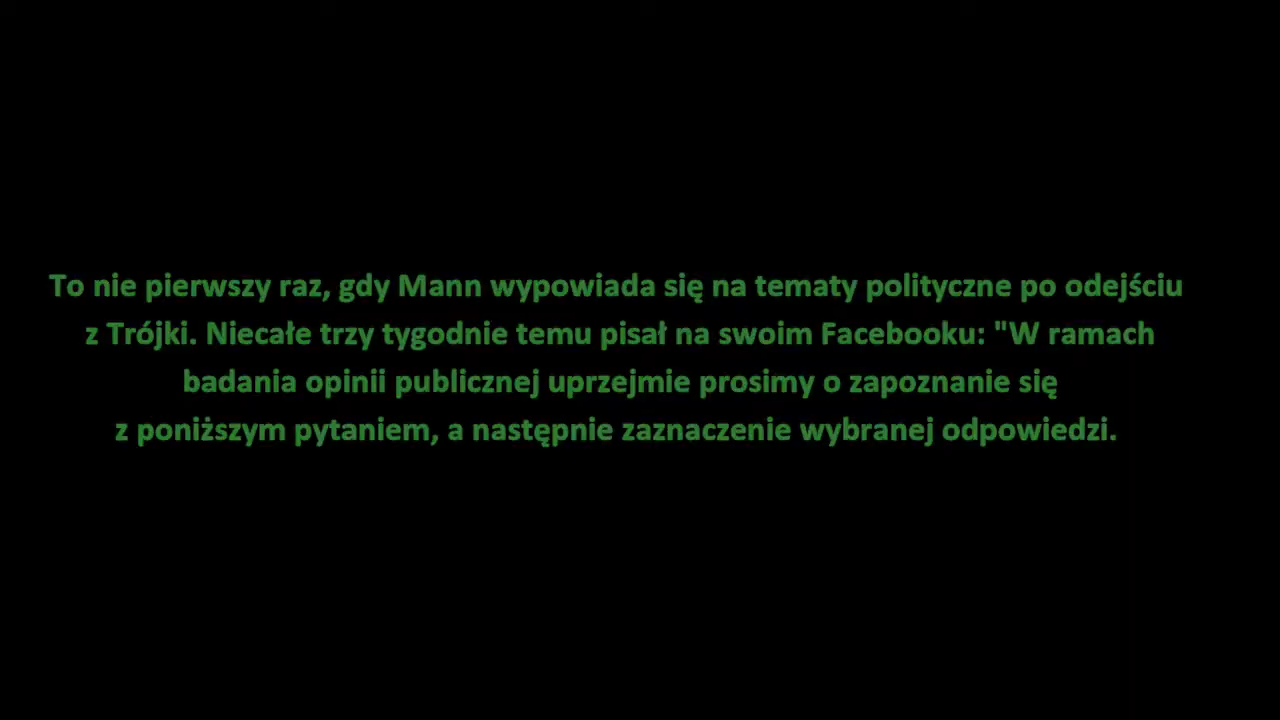 To nie pierwszy raz, gdy Mann wypowiada się na tematy polityczne po odejściu
z Trójki. Niecałe trzy tygodnie temu pisał na swoim Facebooku: "W ramach
badania opinii publicznej uprzejmie prosimy o zapoznanie się
z poniższym pytaniem, a następnie zaznaczenie wybranej odpowiedzi.